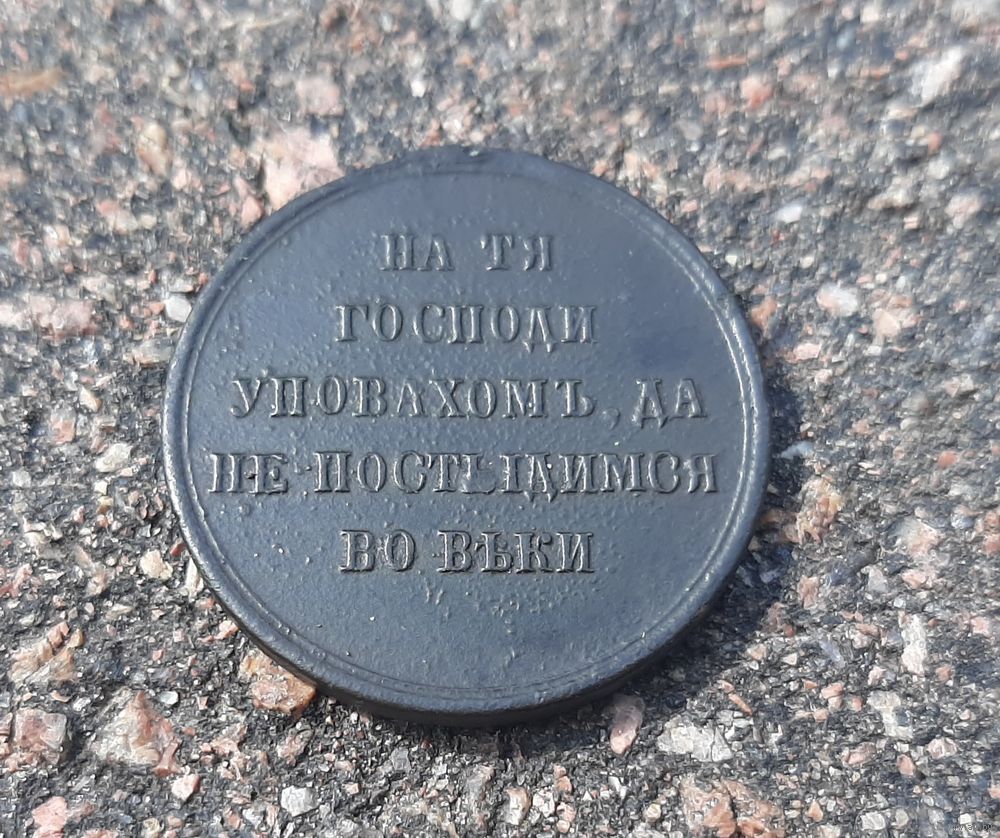 НА ТЯ
ГОСПОДИ
УПОВАХОМЪ, ДА
НЕ ПОСТЫДИМСЯ
ВО ВѢКИ